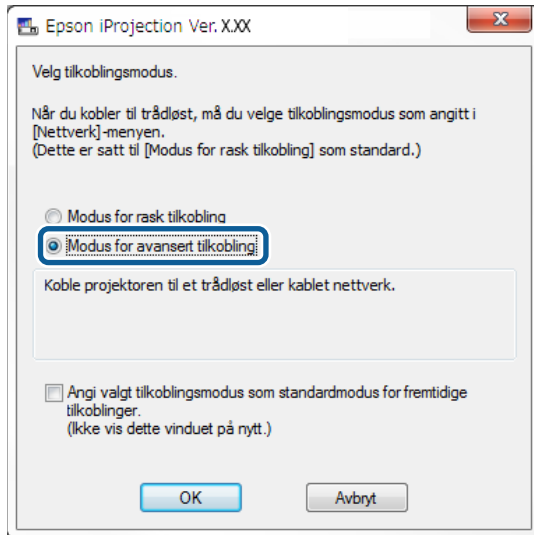 Epson iProjection Ver. X.XX
Velg tilkoblingsmodus.
Når du kobler til trådløst, må du velge tilkoblingsmodus som angitt i
[Nettverk]-menyen.
(Dette er satt til [Modus for rask tilkobling] som standard.)
Modus for rask tilkobling
Modus for avansert tilkobling
Koble projektoren til et trådløst eller kablet nettverk.
Angi valgt tilkoblingsmodus som standardmodus for fremtidige
tilkoblinger.
(Ikke vis dette vinduet på nytt.)
OK Avbryt